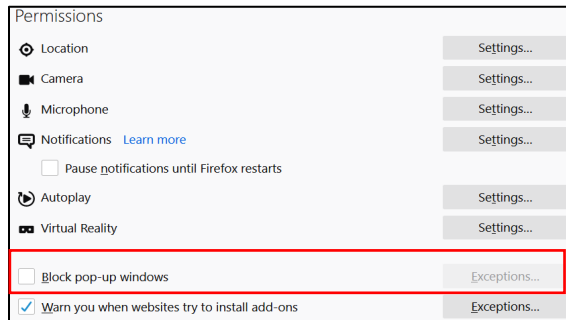 Permissions
Location Settings...
Camera Settings...
Microphone Settings...
Notifications Learn more Settings...
Pause notifications until Firefox restarts
Autoplay Settings...
Virtual Reality Settings...
Block pop-up windows Exceptions...
Warn you when websites try to install add-ons Exceptions...